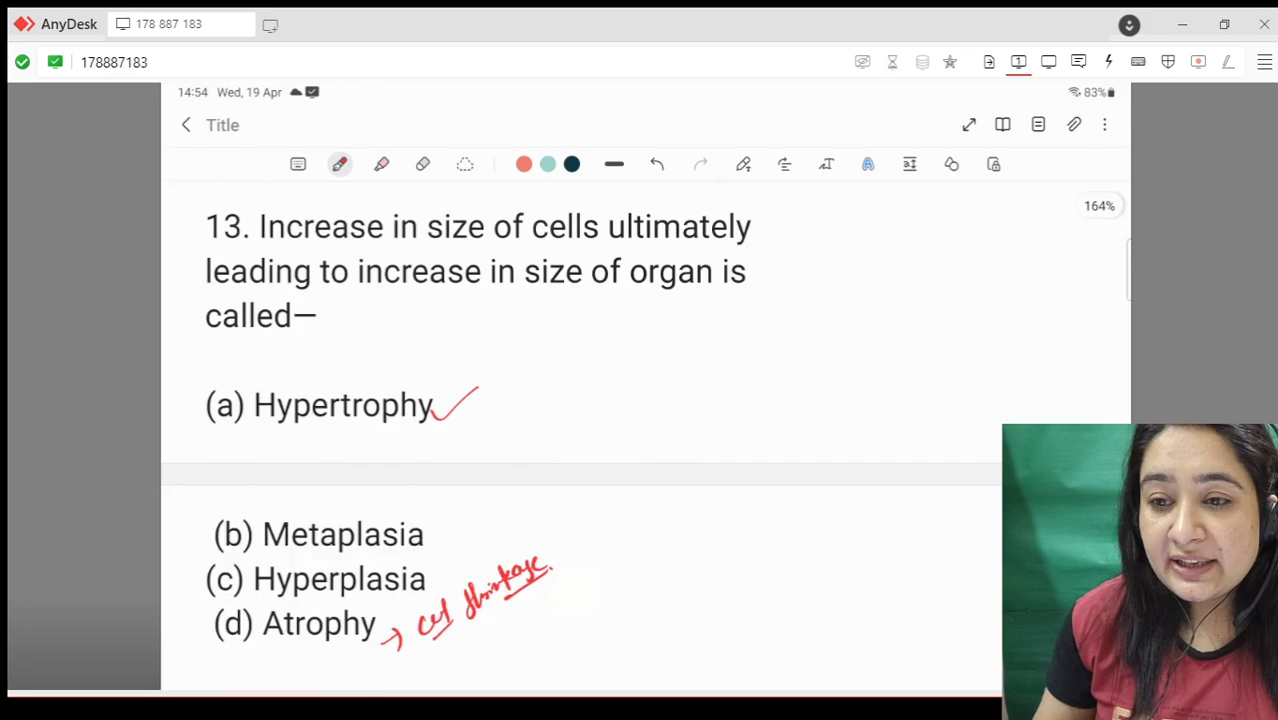 AnyDesk
178 887 183
178887183
1
14:54 Wed, 19 Apr
83%
Title
164%
13. Increase in size of cells ultimately
leading to increase in size of organ is
called—
(a) Hypertrophy
(b) Metaplasia
(c) Hyperplasia
(d) Atrophy → cell shrinkage.